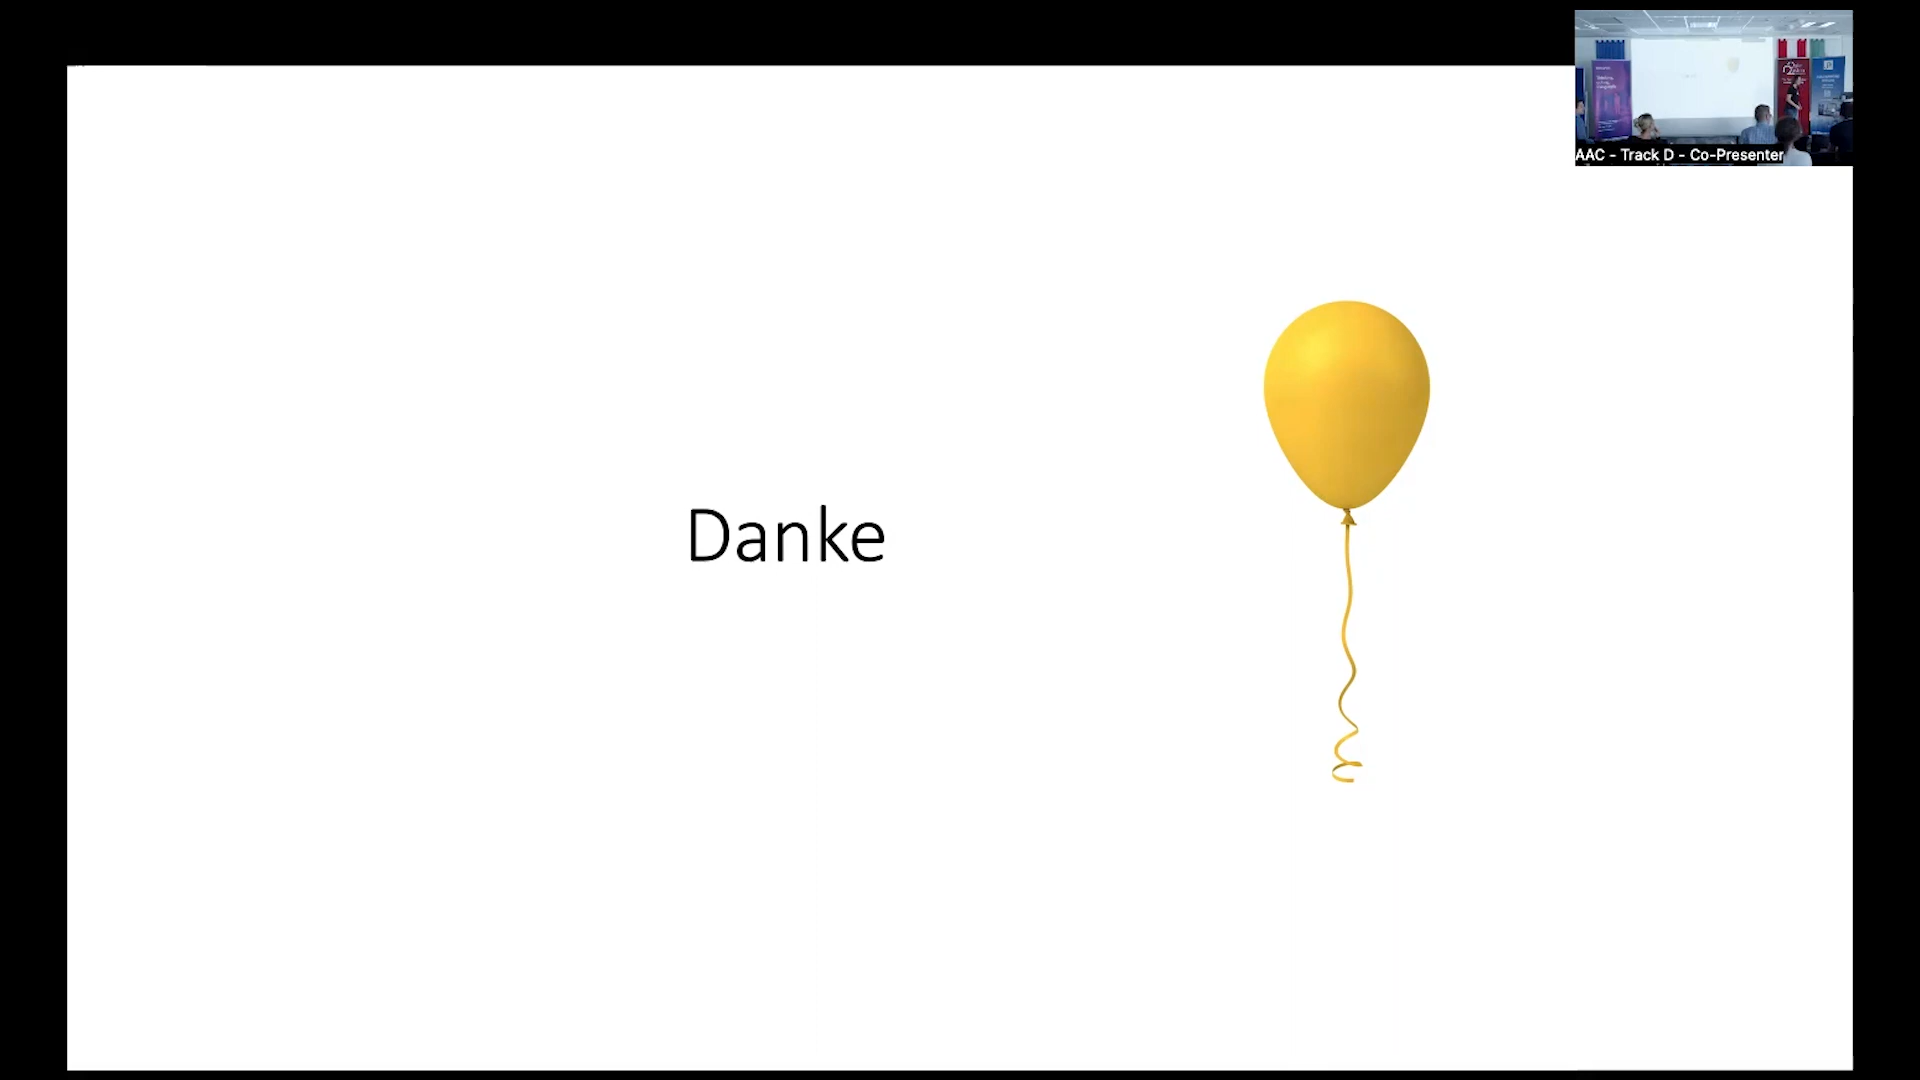 AAC - Track D - Co-Presenter
Danke